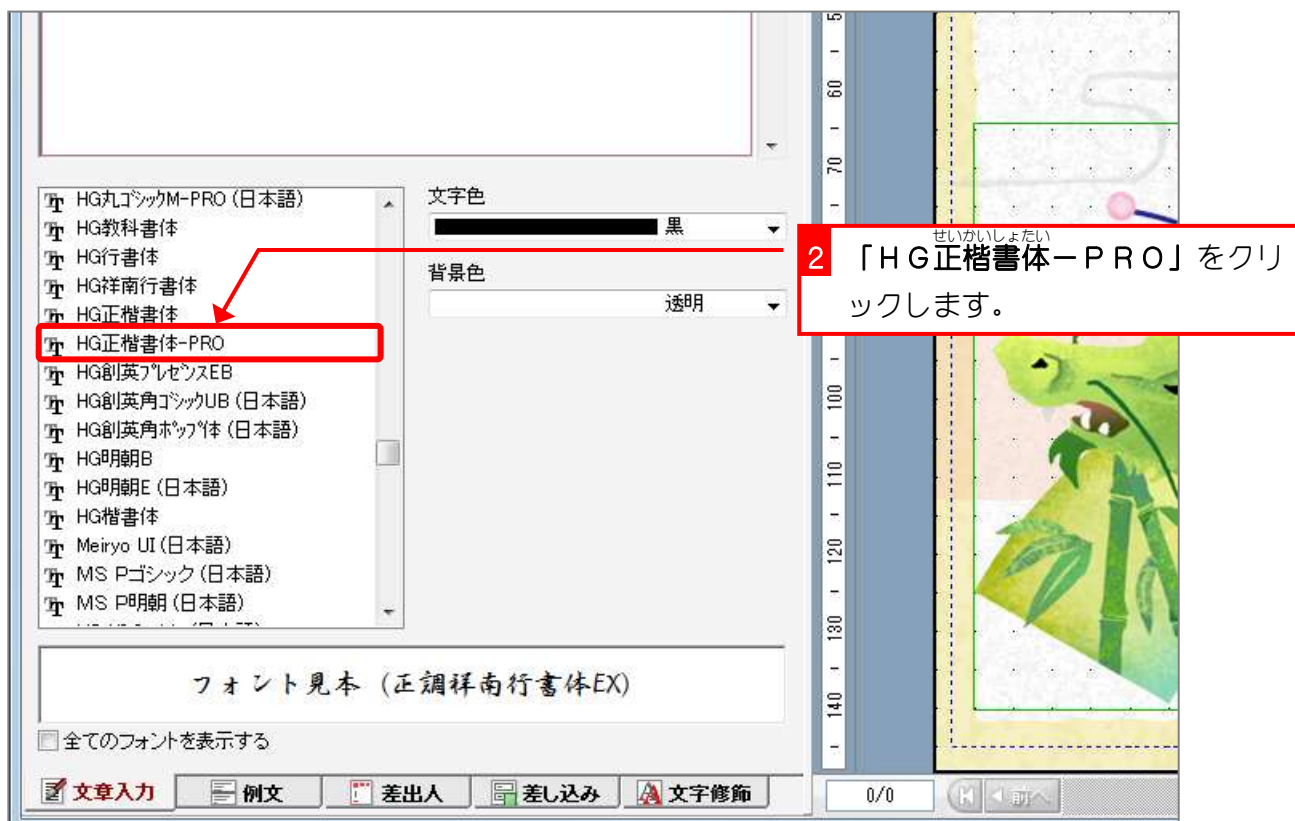 HG丸ゴシックM-PRO (日本語)
HG教科書体
HG行書体
HG祥南行書体
HG正楷書体
HG正楷書体-PRO
HG創英プレゼンスEB
HG創英角ゴシックUB (日本語)
HG創英角ポップ体 (日本語)
HG明朝B
HG明朝E (日本語)
HG楷書体
Meiryo UI (日本語)
MS Pゴシック (日本語)
MS P明朝 (日本語)
文字色
黒
背景色
透明
せいかいしょたい
2 「ＨＧ正楷書体－ＰＲＯ」をクリ
ックします。
フォント見本 (正調祥南行書体EX)
全てのフォントを表示する
文章入力 例文 差出人 差し込み 文字修飾
60
70
100
110
120
130
140
0/0 前へ